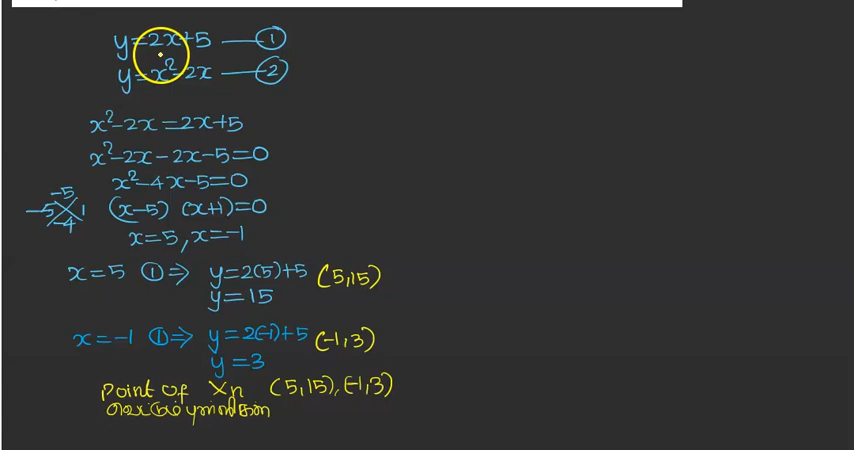 y=2x+5 — ①
y=x²-2x — ②
x²-2x=2x+5
x²-2x-2x-5=0
x²-4x-5=0
-5
-5 1
-4
(x-5) (x+1)=0
x=5, x=-1
x=5 ①⇒ y=2(5)+5 (5,15)
y=15
x=-1 ①⇒ y=2(-1)+5 (-1,3)
y=3
Point of Xn (5,15), (-1,3)